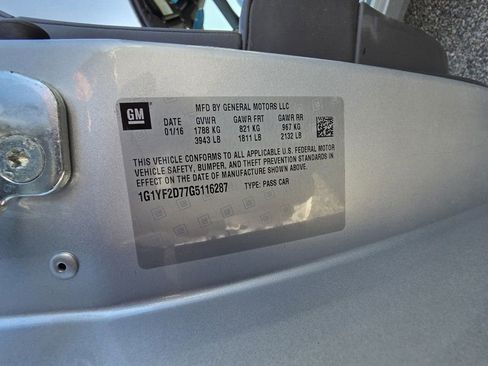 GM
MFD BY GENERAL MOTORS LLC
DATE GVWR GAWR FRT GAWR RR
01/16 1788 KG 821 KG 967 KG
3943 LB 1811 LB 2132 LB
THIS VEHICLE CONFORMS TO ALL APPLICABLE U.S. FEDERAL MOTOR
VEHICLE SAFETY, BUMPER, AND THEFT PREVENTION STANDARDS IN
EFFECT ON THE DATE OF MANUFACTURE SHOWN ABOVE.
1G1YF2D77G5116287 TYPE: PASS CAR